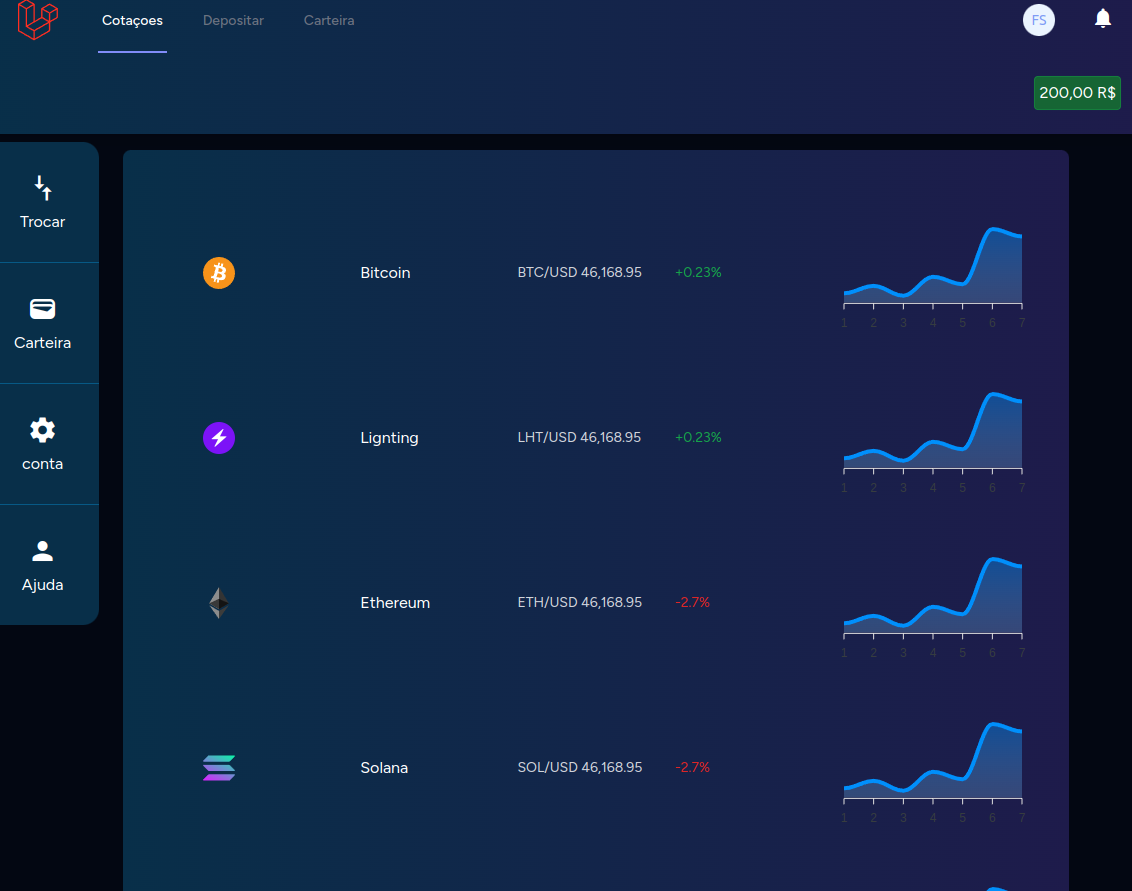 Cotaçoes Depositar Carteira FS
200,00 R$
Trocar
Carteira
conta
Ajuda
Bitcoin BTC/USD 46,168.95 +0.23%
1 2 3 4 5 6 7
Lignting LHT/USD 46,168.95 +0.23%
1 2 3 4 5 6 7
Ethereum ETH/USD 46,168.95 -2.7%
1 2 3 4 5 6 7
Solana SOL/USD 46,168.95 -2.7%
1 2 3 4 5 6 7